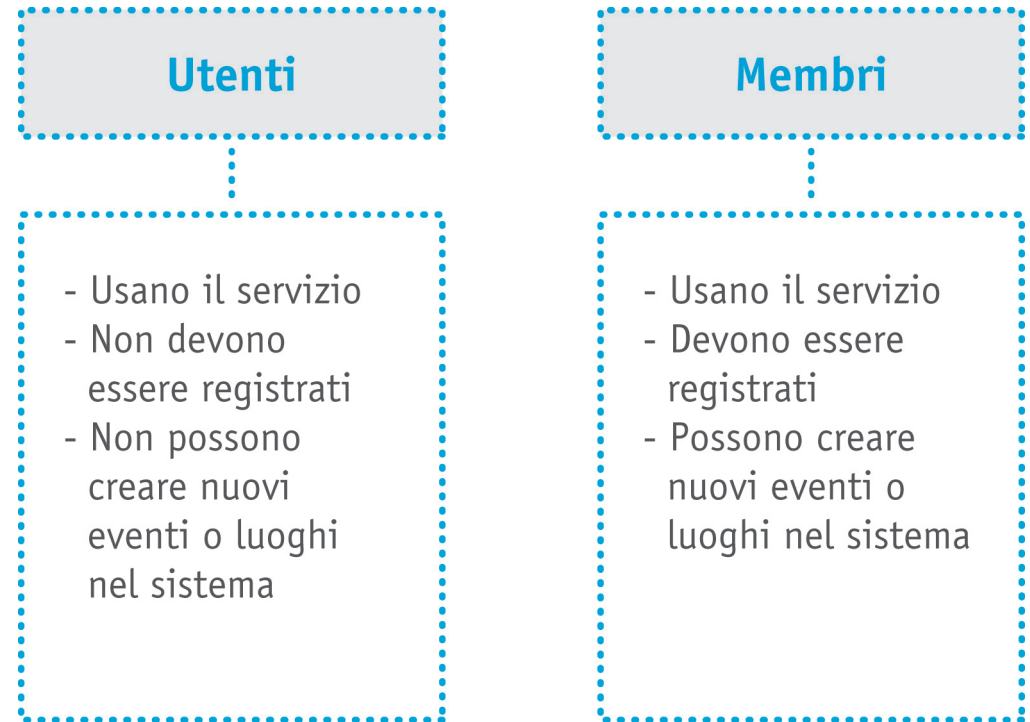 Utenti
- Usano il servizio
- Non devono
essere registrati
- Non possono
creare nuovi
eventi o luoghi
nel sistema
Membri
- Usano il servizio
- Devono essere
registrati
- Possono creare
nuovi eventi o
luoghi nel sistema